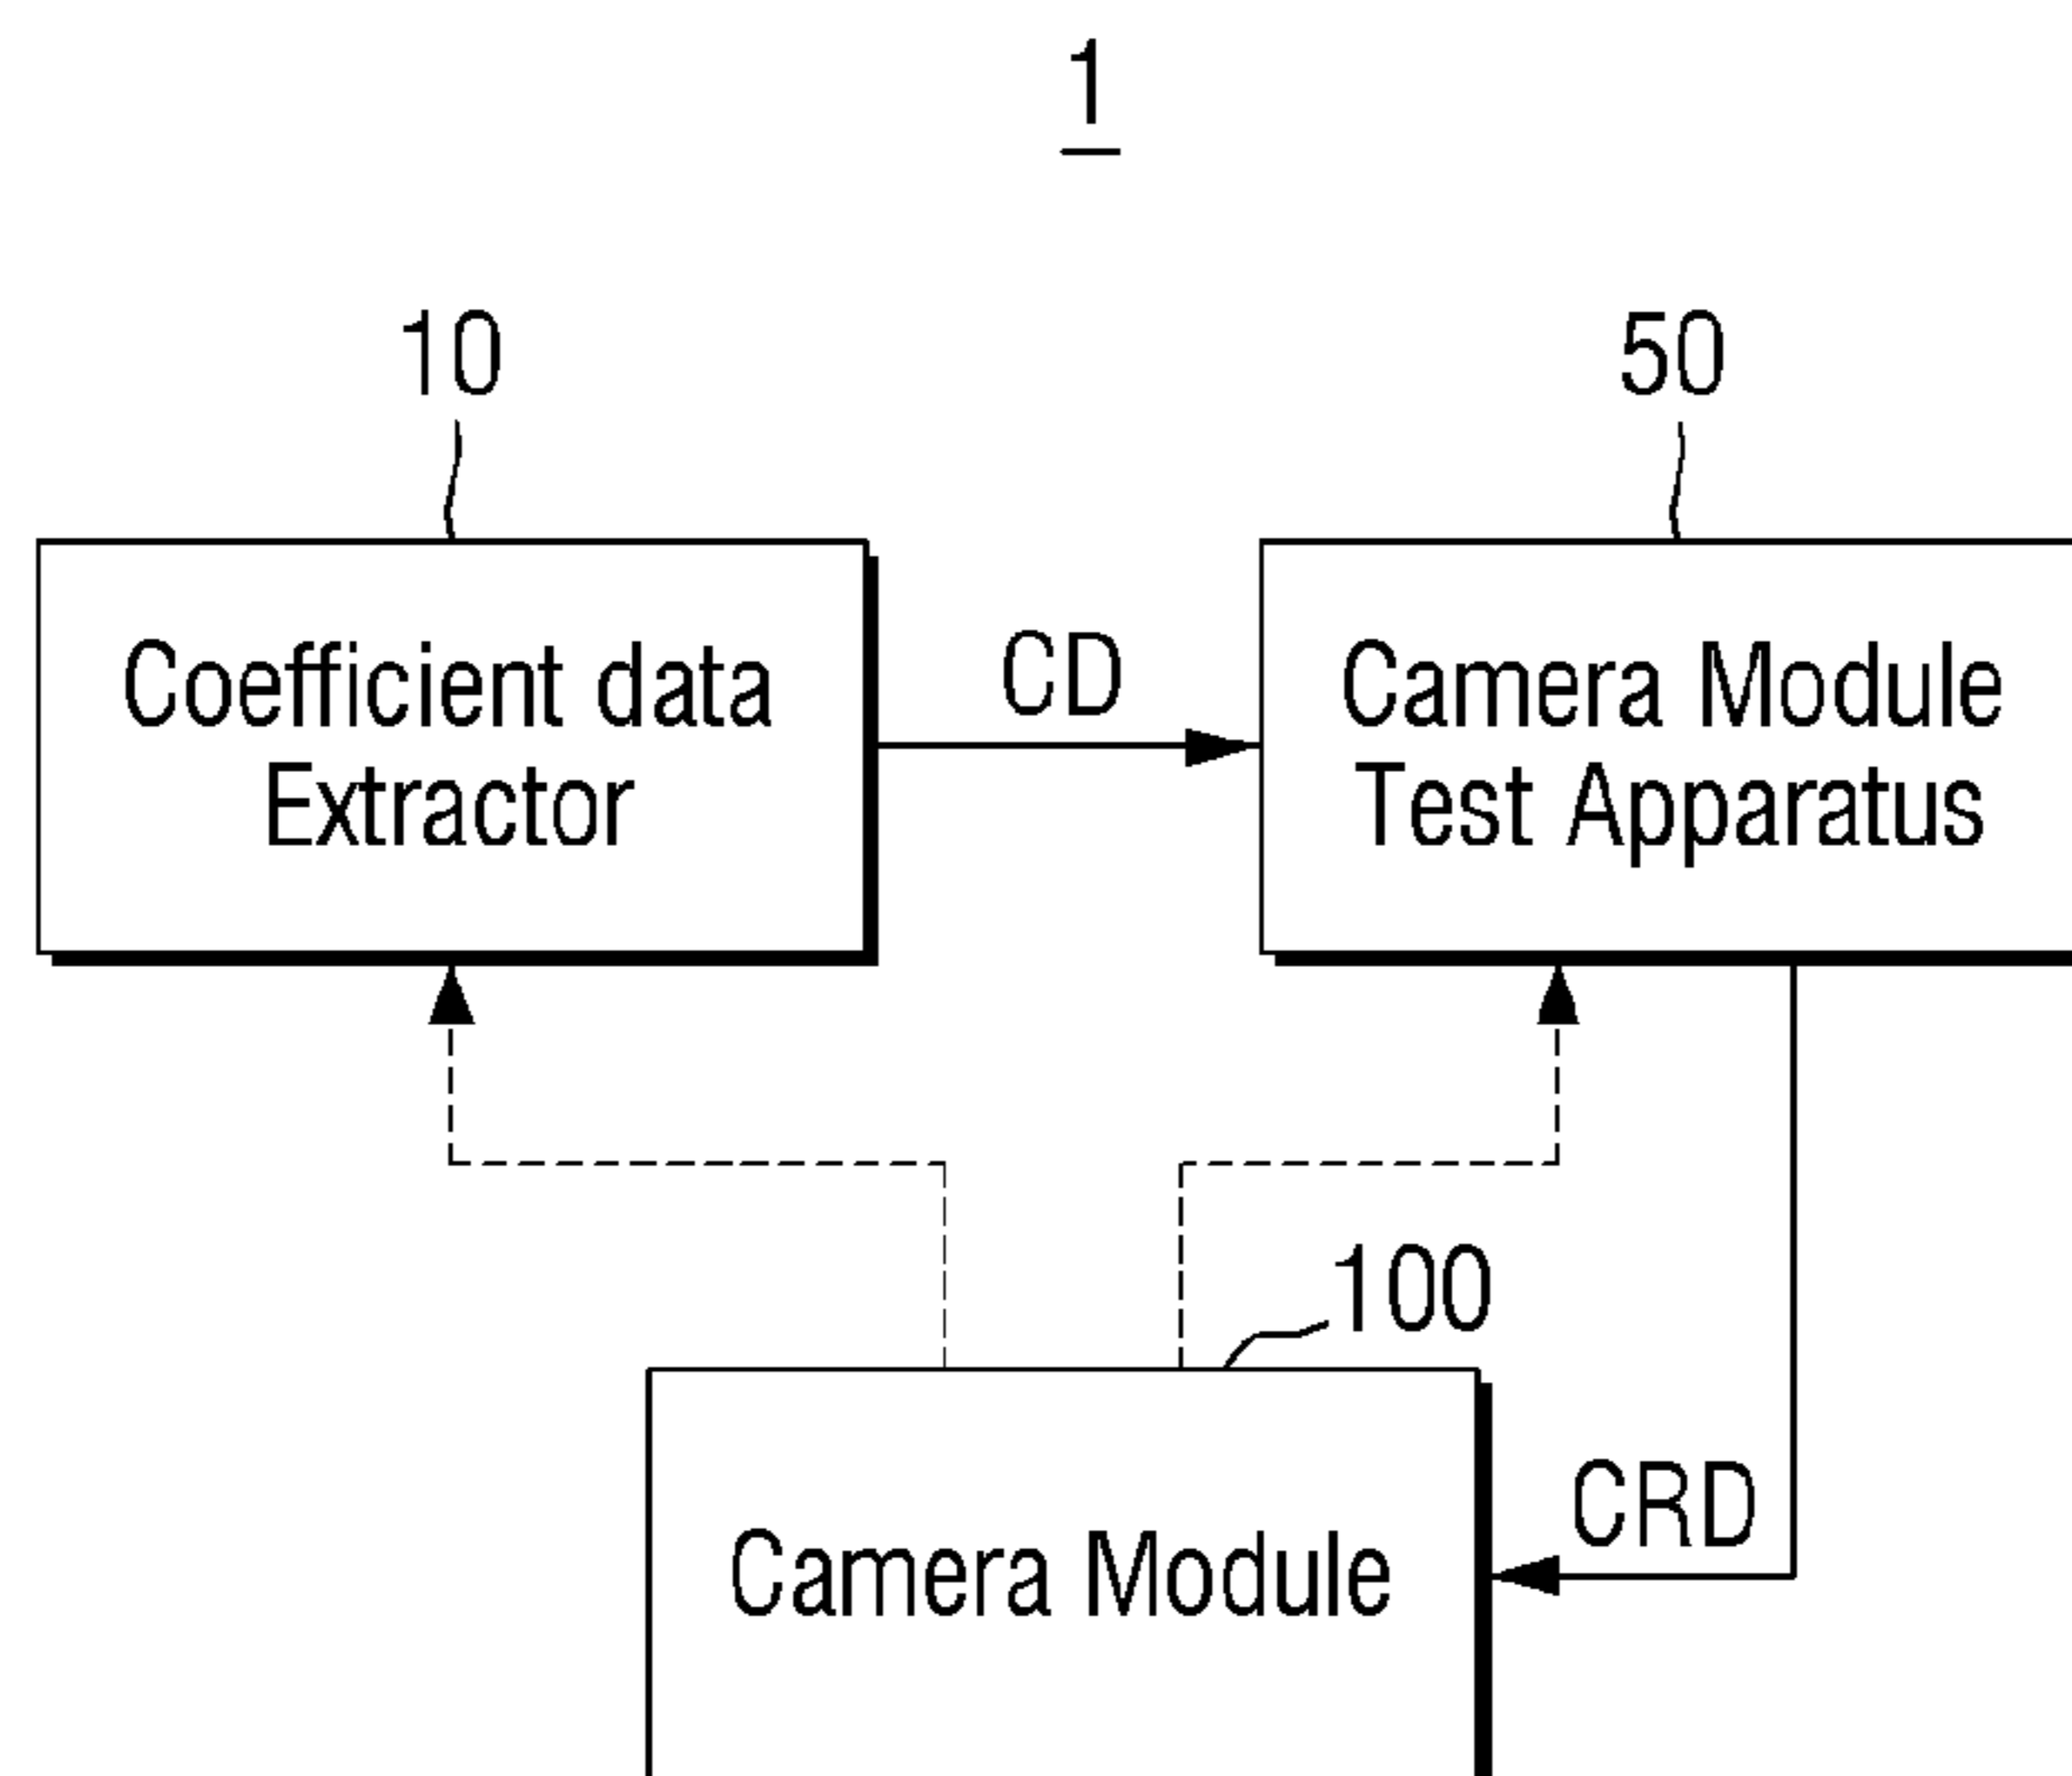 1
10
50
Coefficient data
Extractor
CD
Camera Module
Test Apparatus
100
CRD
Camera Module